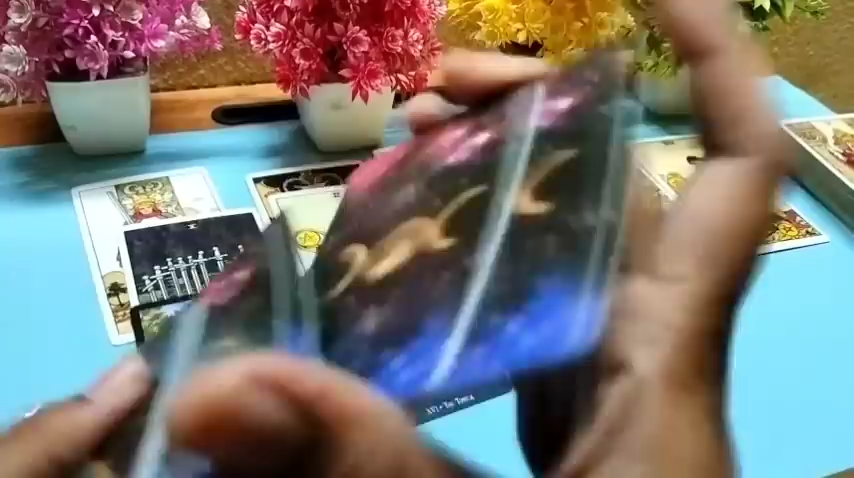 X
XVI • The Tower